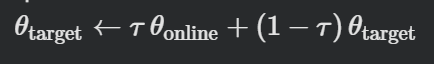 θ_target ← τ θ_online + (1 − τ) θ_target